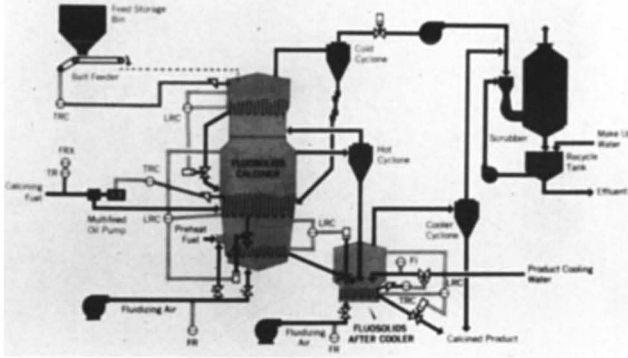 Feed Storage
Bin
Belt Feeder
TRC
LRC
Cold
Cyclone
Scrubber
Make Up
Water
Recycle
Tank
Effluent
FRX
TR
TRC
Calcining
Fuel
Multifeed
Oil Pump
LRC
Preheat
Fuel
FLUOSOLIDS
CALCINER
Hot
Cyclone
LRC
Cooler
Cyclone
FI
LRC
TRC
Product Cooling
Water
Fluidizing Air
FR
Fluidizing Air
FR
FLUOSOLIDS
AFTER COOLER
Calcined Product